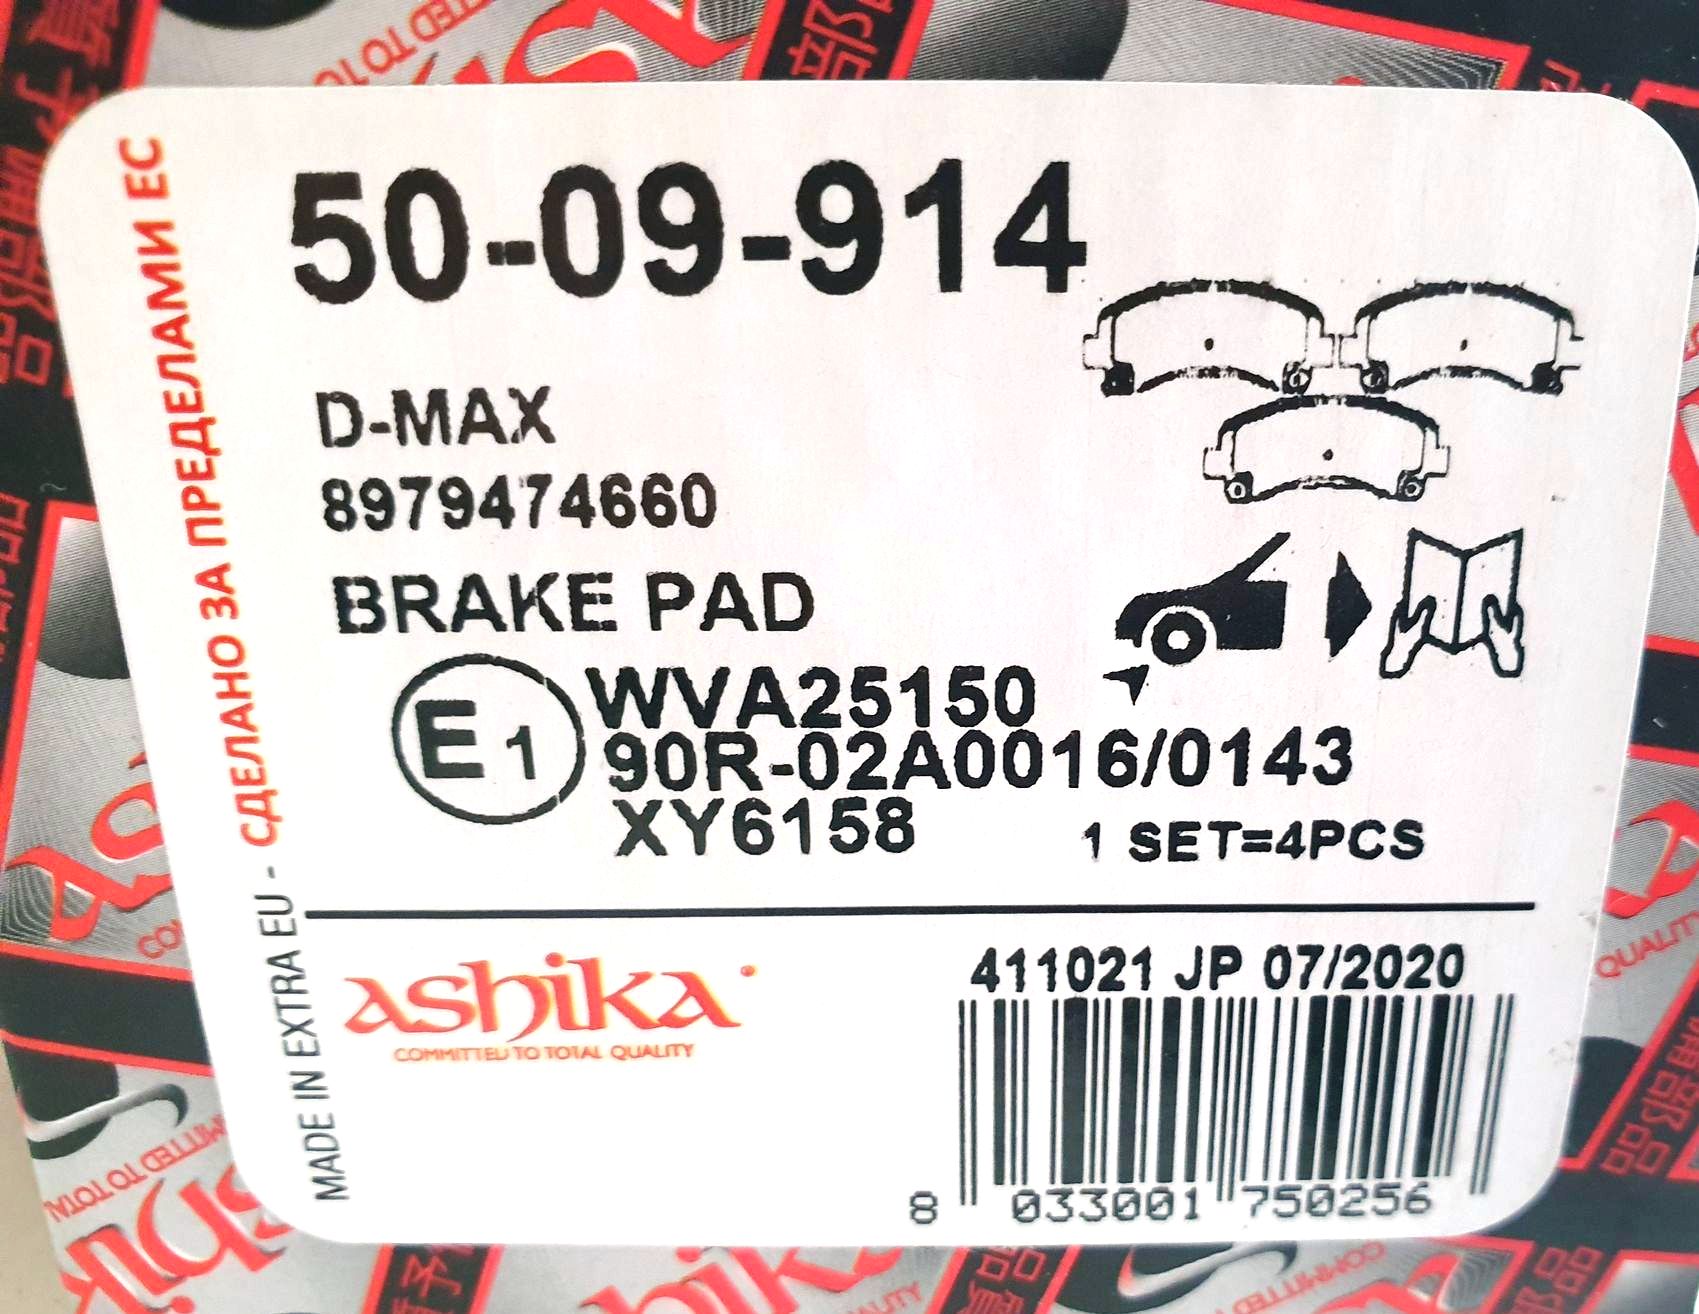 СДЕЛАНО ЗА ПРЕДЕЛАМИ ЕС
MADE IN EXTRA EU -
50-09-914
D-MAX
8979474660
BRAKE PAD
E1
WVA25150
90R-02A0016/0143
XY6158
1 SET=4PCS
ashika
COMMITTED TO TOTAL QUALITY
411021 JP 07/2020
8 033001 750256